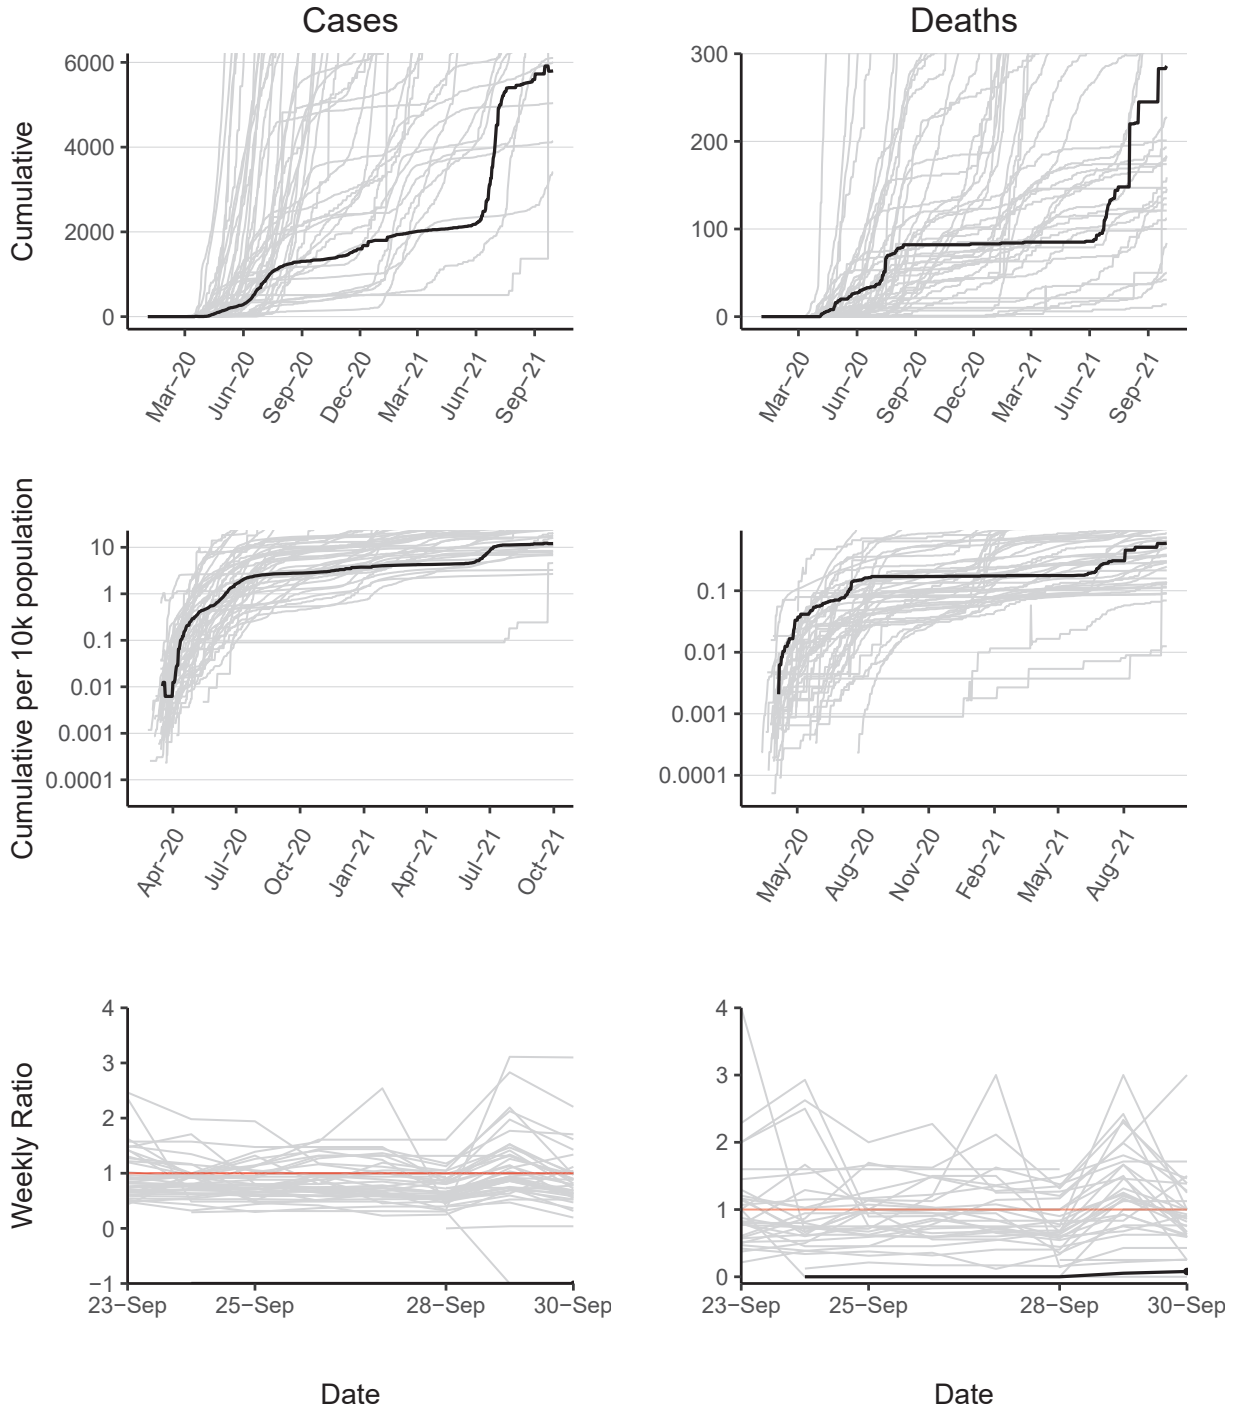 Cases
Deaths
Cumulative
6000
4000
2000
0
Mar−20
Jun−20
Sep−20
Dec−20
Mar−21
Jun−21
Sep−21
300
200
100
0
Mar−20
Jun−20
Sep−20
Dec−20
Mar−21
Jun−21
Sep−21
Cumulative per 10k population
10
1
0.1
0.01
0.001
0.0001
Apr−20
Jul−20
Oct−20
Jan−21
Apr−21
Jul−21
Oct−21
0.1
0.01
0.001
0.0001
May−20
Aug−20
Nov−20
Feb−21
May−21
Aug−21
Weekly Ratio
4
3
2
1
0
−1
23−Sep
25−Sep
28−Sep
30−Sep
4
3
2
1
0
23−Sep
25−Sep
28−Sep
30−Sep
Date
Date